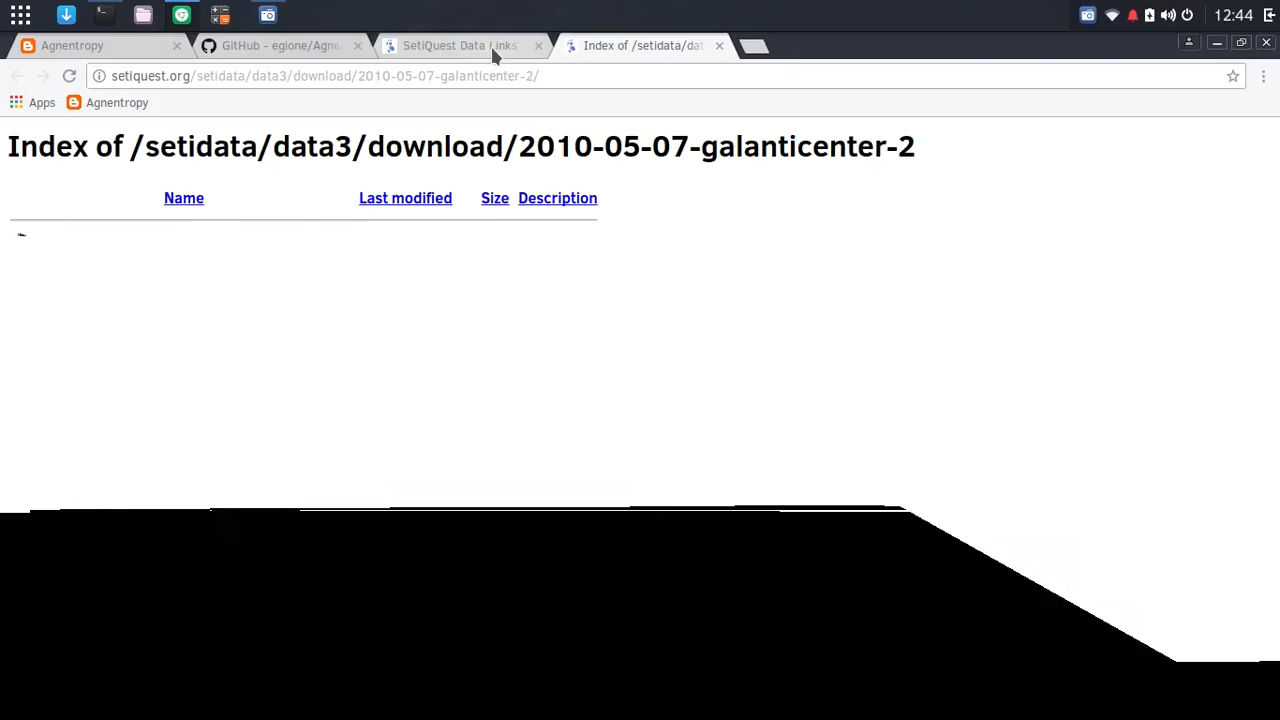 12:44
Agnentropy
GitHub - egione/Agne
SetiQuest Data Links
Index of /setidata/dat
setiquest.org/setidata/data3/download/2010-05-07-galanticenter-2/
Apps
Agnentropy
Index of /setidata/data3/download/2010-05-07-galanticenter-2
Name Last modified Size Description